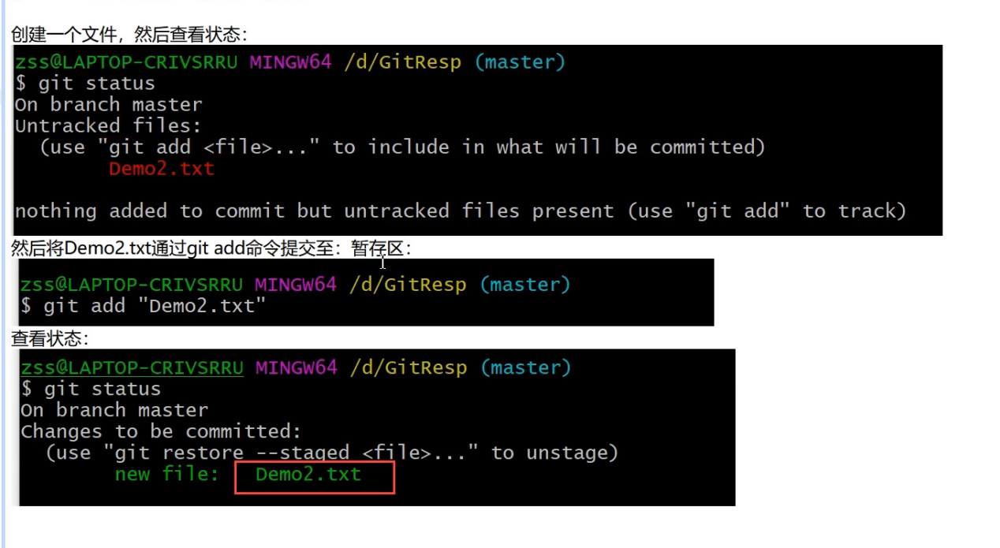 创建一个文件，然后查看状态：
zss@LAPTOP-CRIVSRRU MINGW64 /d/GitResp (master)
$ git status
On branch master
Untracked files:
  (use "git add <file>..." to include in what will be committed)
        Demo2.txt
nothing added to commit but untracked files present (use "git add" to track)
然后将Demo2.txt通过git add命令提交至：暂存区：
zss@LAPTOP-CRIVSRRU MINGW64 /d/GitResp (master)
$ git add "Demo2.txt"
查看状态：
zss@LAPTOP-CRIVSRRU MINGW64 /d/GitResp (master)
$ git status
On branch master
Changes to be committed:
  (use "git restore --staged <file>..." to unstage)
        new file:   Demo2.txt